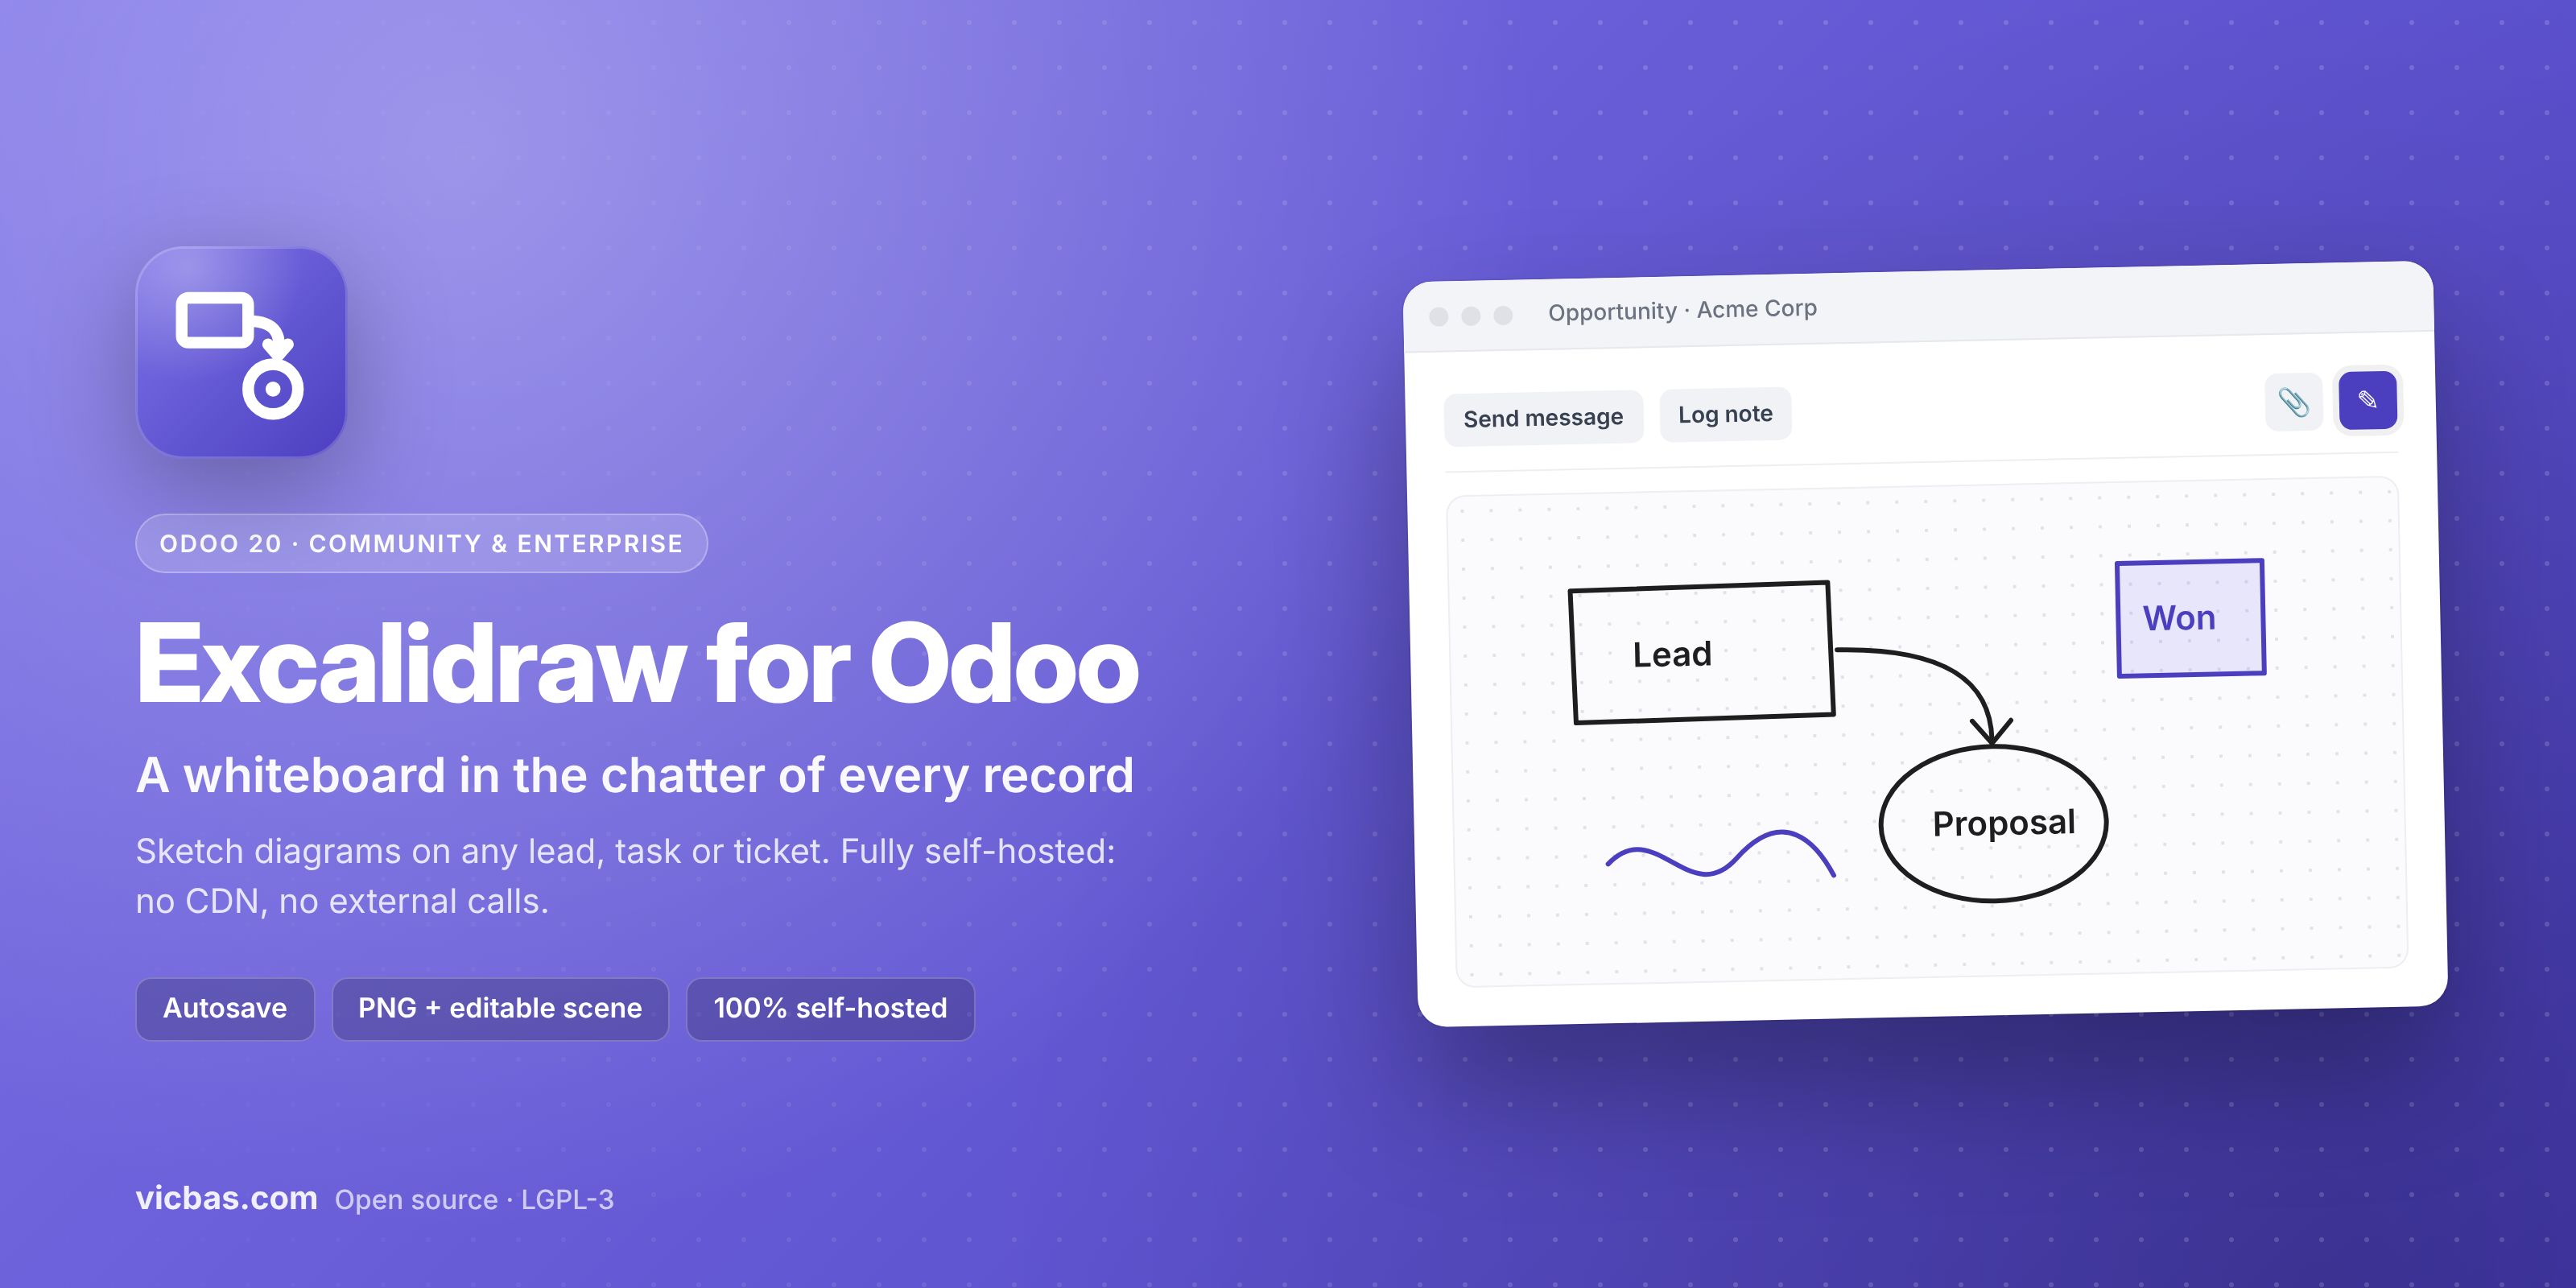 ODOO 20 · COMMUNITY & ENTERPRISE
Excalidraw for Odoo
A whiteboard in the chatter of every record
Sketch diagrams on any lead, task or ticket. Fully self-hosted:
no CDN, no external calls.
Autosave
PNG + editable scene
100% self-hosted
vicbas.com Open source · LGPL-3
Opportunity · Acme Corp
Send message
Log note
Lead
Won
Proposal